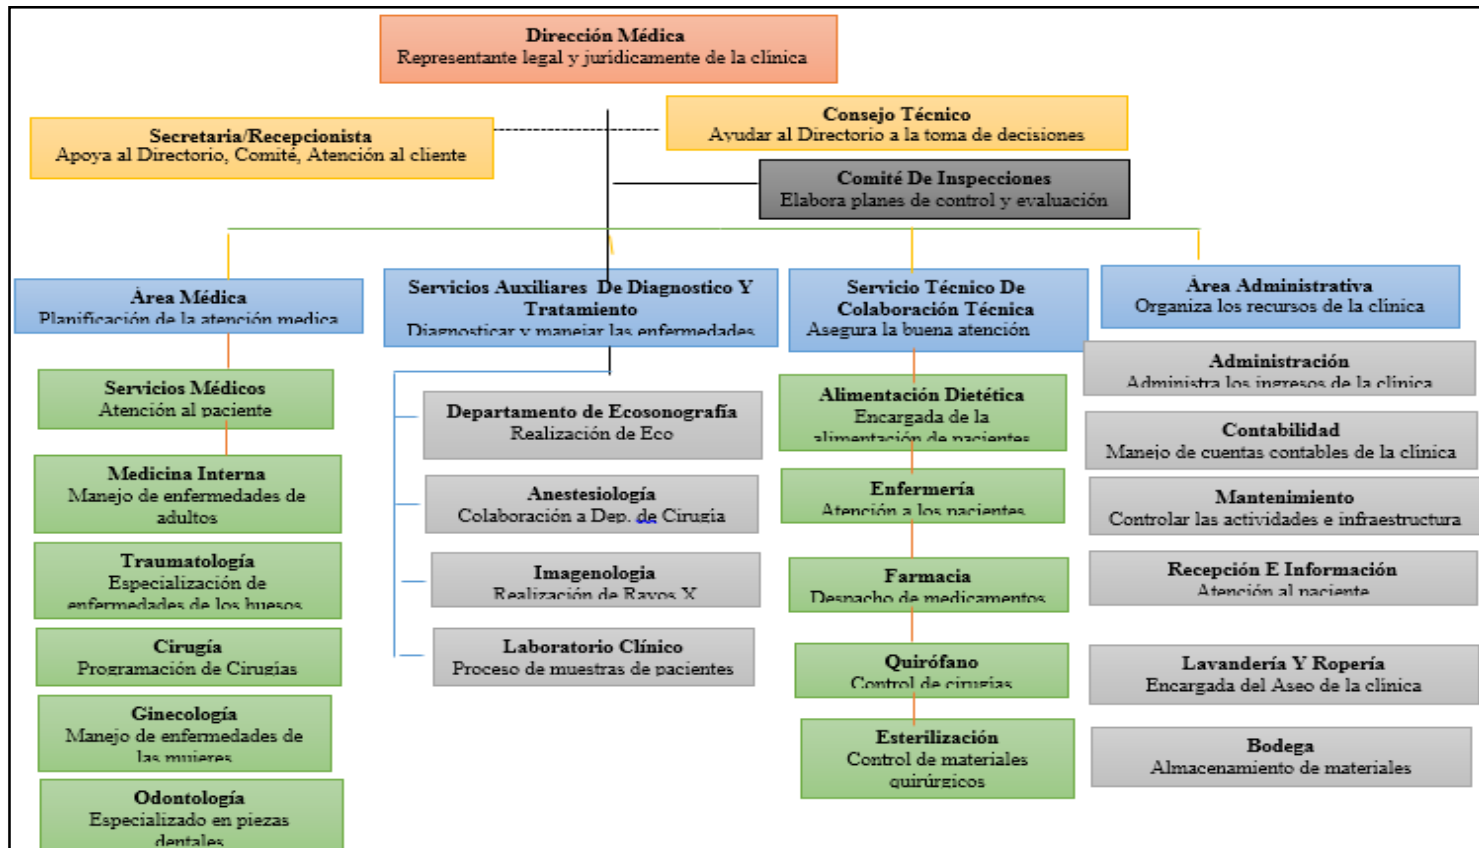 Dirección Médica
Representante legal y jurídicamente de la clínica
Consejo Técnico
Ayudar al Directorio a la toma de decisiones
Secretaria/Recepcionista
Apoya al Directorio, Comité, Atención al cliente
Comité De Inspecciones
Elabora planes de control y evaluación
Área Médica
Planificación de la atención medica
Servicios Médicos
Atención al paciente
Medicina Interna
Manejo de enfermedades de
adultos
Traumatología
Especialización de
enfermedades de los huesos
Cirugía
Programación de Cirugías
Ginecología
Manejo de enfermedades de
las mujeres
Odontología
Especializado en piezas
dentales
Servicios Auxiliares De Diagnostico Y
Tratamiento
Diagnosticar y manejar las enfermedades
Departamento de Ecosonografía
Realización de Eco
Anestesiología
Colaboración a Dep. de Cirugía
Imagenologia
Realización de Rayos X
Laboratorio Clínico
Proceso de muestras de pacientes
Servicio Técnico De
Colaboración Técnica
Asegura la buena atención
Alimentación Dietética
Encargada de la
alimentación de pacientes
Enfermería
Atención a los pacientes
Farmacia
Despacho de medicamentos
Quirófano
Control de cirugías
Esterilización
Control de materiales
quirúrgicos
Área Administrativa
Organiza los recursos de la clínica
Administración
Administra los ingresos de la clínica
Contabilidad
Manejo de cuentas contables de la clínica
Mantenimiento
Controlar las actividades e infraestructura
Recepción E Información
Atención al paciente
Lavandería Y Ropería
Encargada del Aseo de la clínica
Bodega
Almacenamiento de materiales